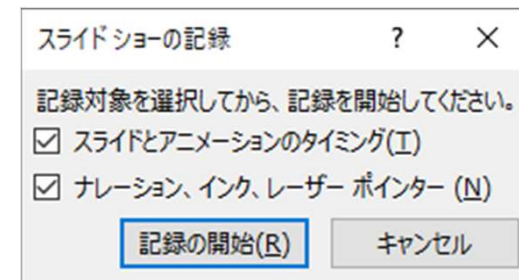 スライド ショーの記録 ? ×
記録対象を選択してから、記録を開始してください。
スライドとアニメーションのタイミング(T)
ナレーション、インク、レーザー ポインター (N)
記録の開始(R) キャンセル